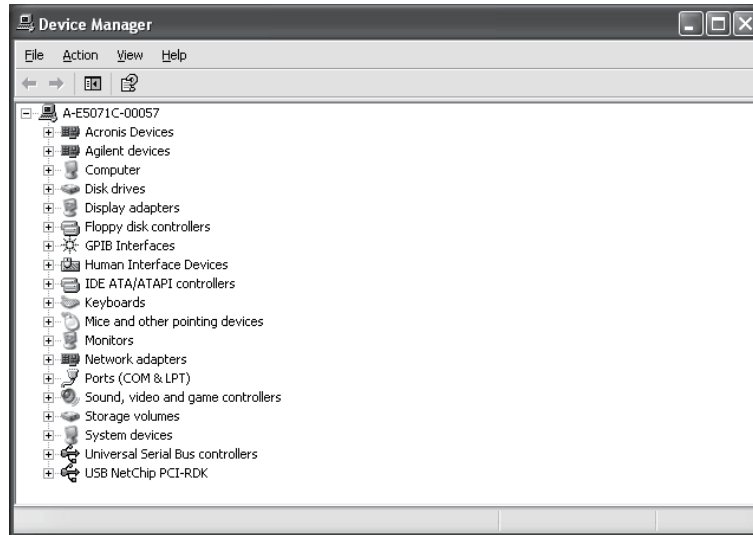 Device Manager
File Action View Help
A-E5071C-00057
Acronis Devices
Agilent devices
Computer
Disk drives
Display adapters
Floppy disk controllers
GPIB Interfaces
Human Interface Devices
IDE ATA/ATAPI controllers
Keyboards
Mice and other pointing devices
Monitors
Network adapters
Ports (COM & LPT)
Sound, video and game controllers
Storage volumes
System devices
Universal Serial Bus controllers
USB NetChip PCI-RDK